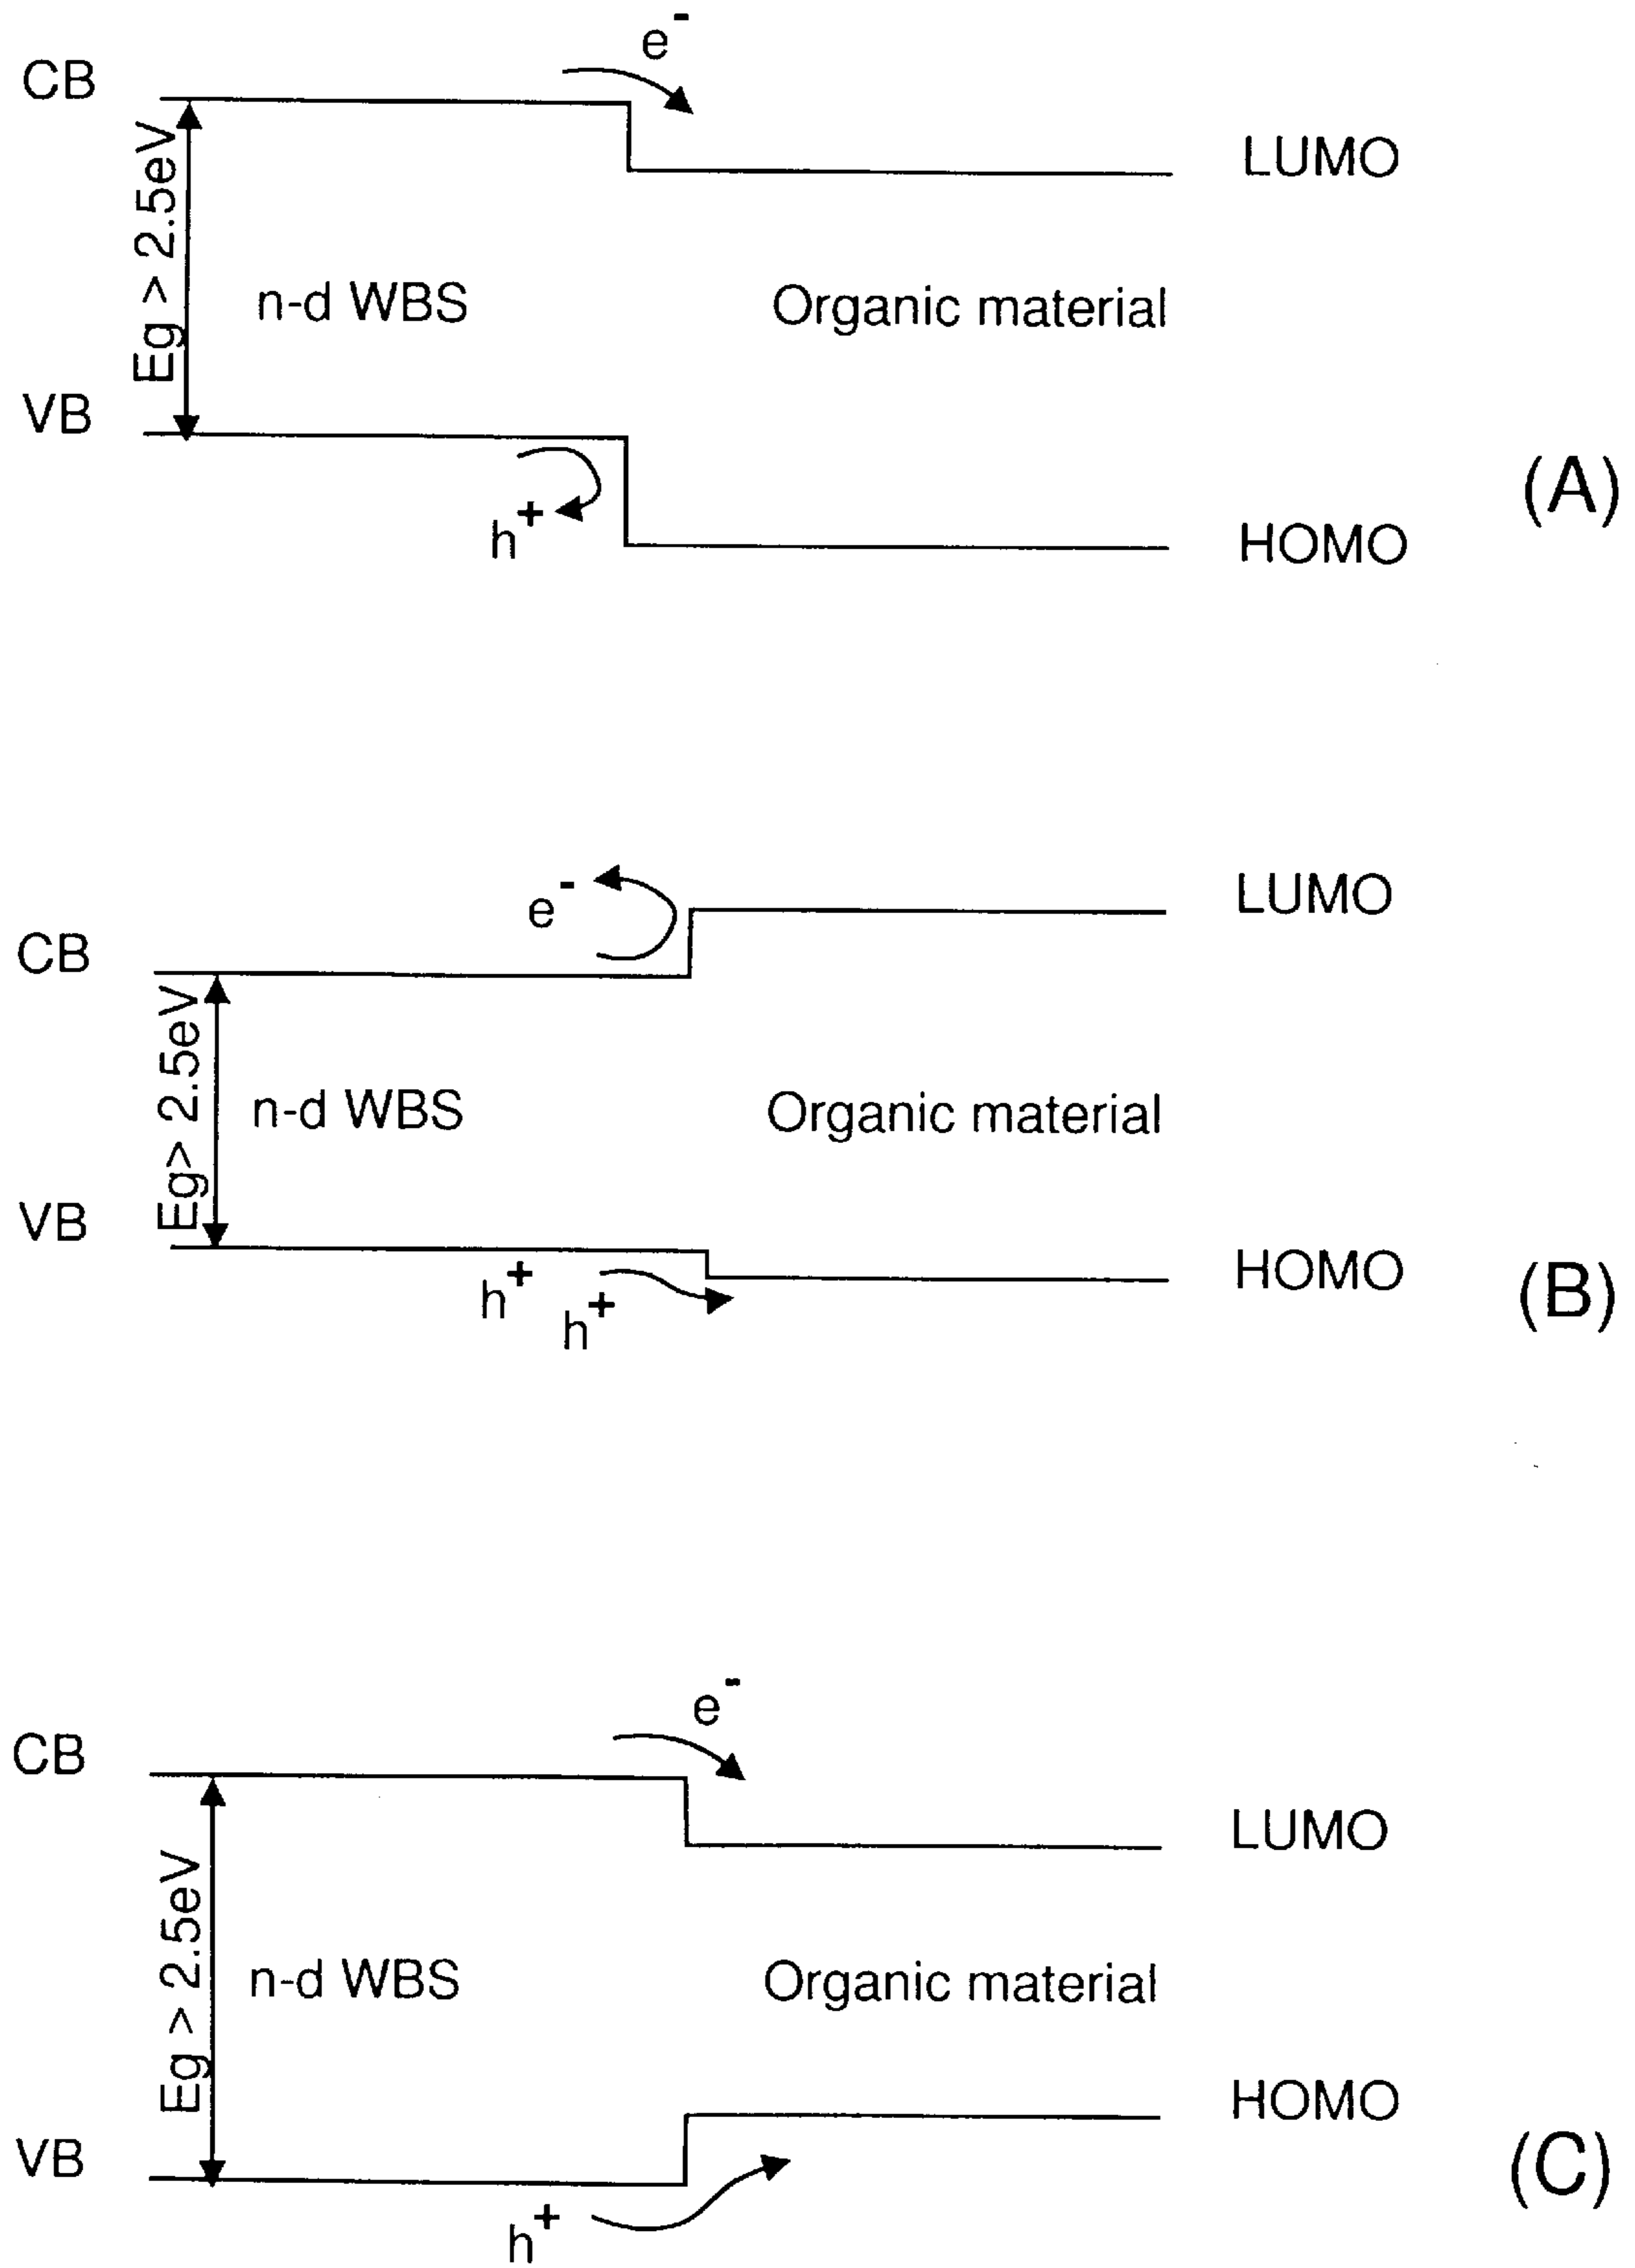 e-
CB
LUMO
Eg > 2.5eV
n-d WBS
Organic material
VB
(A)
h+
HOMO
LUMO
e-
CB
Eg> 2.5eV
n-d WBS
Organic material
VB
HOMO
h+
h+
(B)
e-
CB
LUMO
Eg > 2.5eV
n-d WBS
Organic material
HOMO
VB
(C)
h+